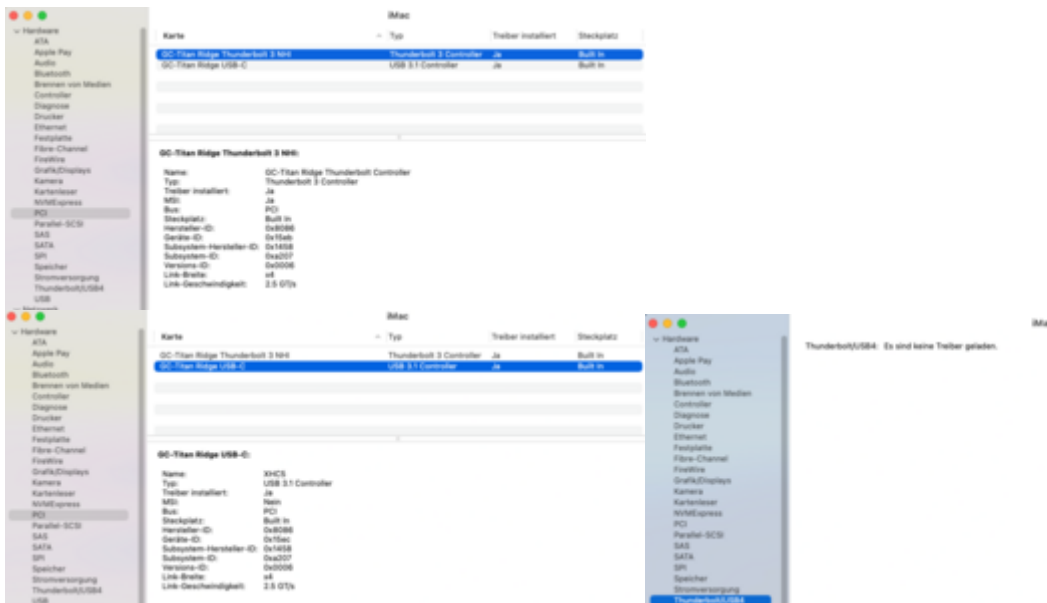 iMac
Hardware
ATA
Apple Pay
Audio
Bluetooth
Brennen von Medien
Controller
Diagnose
Drucker
Ethernet
Festplatte
Fibre-Channel
FireWire
Grafik/Displays
Kamera
Kartenleser
NVMExpress
PCI
Parallel-SCSI
SAS
SATA
SPI
Speicher
Stromversorgung
Thunderbolt/USB4
USB
Karte Typ Treiber installiert Steckplatz
GC-Titan Ridge Thunderbolt 3 NHI Thunderbolt 3 Controller Ja Built In
GC-Titan Ridge USB-C USB 3.1 Controller Ja Built In
GC-Titan Ridge Thunderbolt 3 NHI:
Name: GC-Titan Ridge Thunderbolt Controller
Typ: Thunderbolt 3 Controller
Treiber installiert: Ja
MSI: Ja
Bus: PCI
Steckplatz: Built In
Hersteller-ID: 0x8086
Geräte-ID: 0x15eb
Subsystem-Hersteller-ID: 0x1458
Subsystem-ID: 0xa207
Versions-ID: 0x0006
Link-Breite: x4
Link-Geschwindigkeit: 2.5 GT/s
iMac
Hardware
ATA
Apple Pay
Audio
Bluetooth
Brennen von Medien
Controller
Diagnose
Drucker
Ethernet
Festplatte
Fibre-Channel
FireWire
Grafik/Displays
Kamera
Kartenleser
NVMExpress
PCI
Parallel-SCSI
SAS
SATA
SPI
Speicher
Stromversorgung
Thunderbolt/USB4
USB
Karte Typ Treiber installiert Steckplatz
GC-Titan Ridge Thunderbolt 3 NHI Thunderbolt 3 Controller Ja Built In
GC-Titan Ridge USB-C USB 3.1 Controller Ja Built In
GC-Titan Ridge USB-C:
Name: XHC5
Typ: USB 3.1 Controller
Treiber installiert: Ja
MSI: Nein
Bus: PCI
Steckplatz: Built In
Hersteller-ID: 0x8086
Geräte-ID: 0x15ec
Subsystem-Hersteller-ID: 0x1458
Subsystem-ID: 0xa207
Versions-ID: 0x0006
Link-Breite: x4
Link-Geschwindigkeit: 2.5 GT/s
Hardware
ATA
Apple Pay
Audio
Bluetooth
Brennen von Medien
Controller
Diagnose
Drucker
Ethernet
Festplatte
Fibre-Channel
FireWire
Grafik/Displays
Kamera
Kartenleser
NVMExpress
PCI
Parallel-SCSI
SAS
SATA
SPI
Speicher
Stromversorgung
Thunderbolt/USB4
iMa
Thunderbolt/USB4: Es sind keine Treiber geladen.